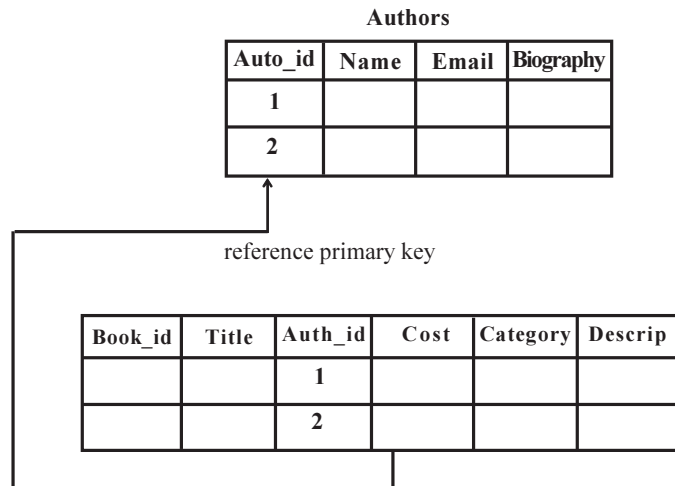 Authors
Auto_id Name Email Biography
1
2
reference primary key
Book_id Title Auth_id Cost Category Descrip
1
2